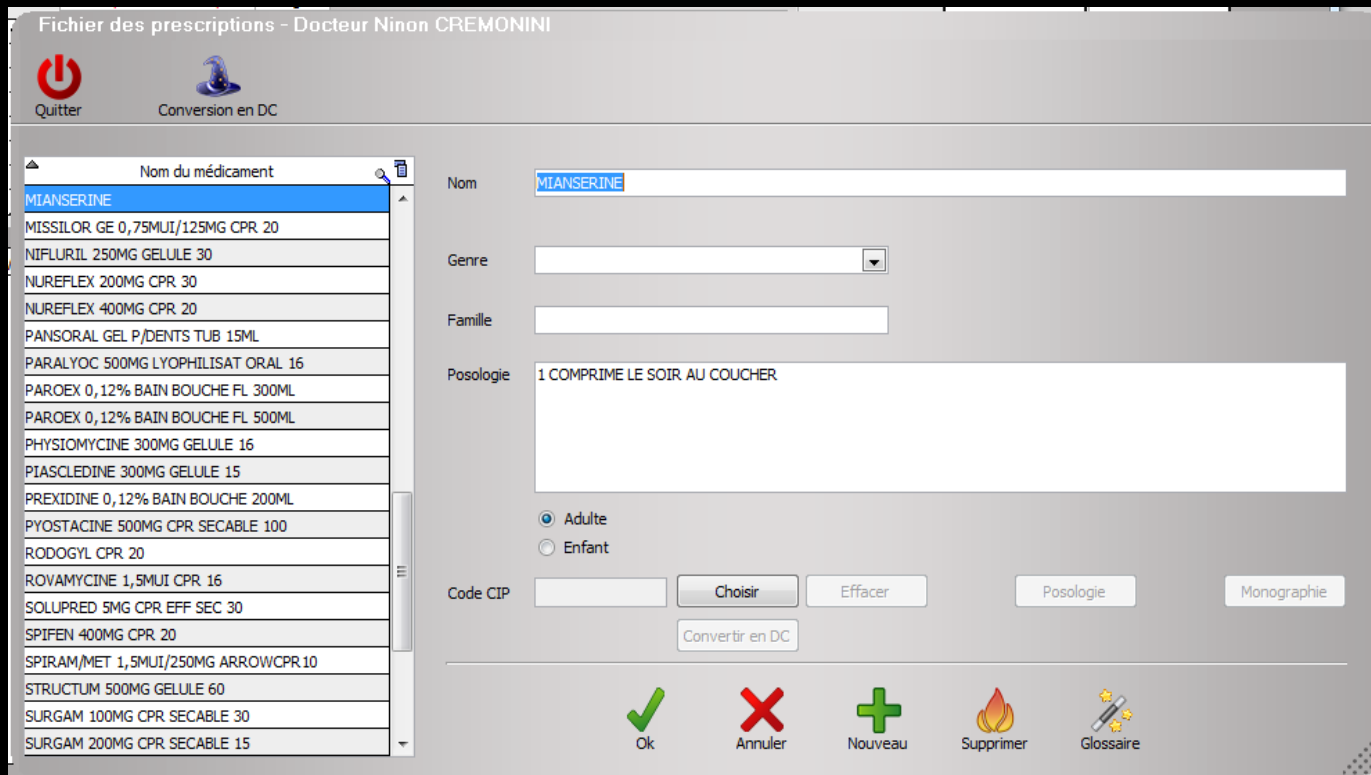 Fichier des prescriptions - Docteur Ninon CREMONINI
Quitter
Conversion en DC
Nom du médicament
MIANSERINE
MISSILOR GE 0,75MUI/125MG CPR 20
NIFLURIL 250MG GELULE 30
NUREFLEX 200MG CPR 30
NUREFLEX 400MG CPR 20
PANSORAL GEL P/DENTS TUB 15ML
PARALYOC 500MG LYOPHILISAT ORAL 16
PAROEX 0,12% BAIN BOUCHE FL 300ML
PAROEX 0,12% BAIN BOUCHE FL 500ML
PHYSIOMYCINE 300MG GELULE 16
PIASCLEDINE 300MG GELULE 15
PREXIDINE 0,12% BAIN BOUCHE 200ML
PYOSTACINE 500MG CPR SECABLE 100
RODOGYL CPR 20
ROVAMYCINE 1,5MUI CPR 16
SOLUPRED 5MG CPR EFF SEC 30
SPIFEN 400MG CPR 20
SPIRAM/MET 1,5MUI/250MG ARROWCPR10
STRUCTUM 500MG GELULE 60
SURGAM 100MG CPR SECABLE 30
SURGAM 200MG CPR SECABLE 15
Nom MIANSERINE
Genre
Famille
Posologie 1 COMPRIME LE SOIR AU COUCHER
Adulte
Enfant
Code CIP Choisir Effacer Posologie Monographie
Convertir en DC
Ok Annuler Nouveau Supprimer Glossaire